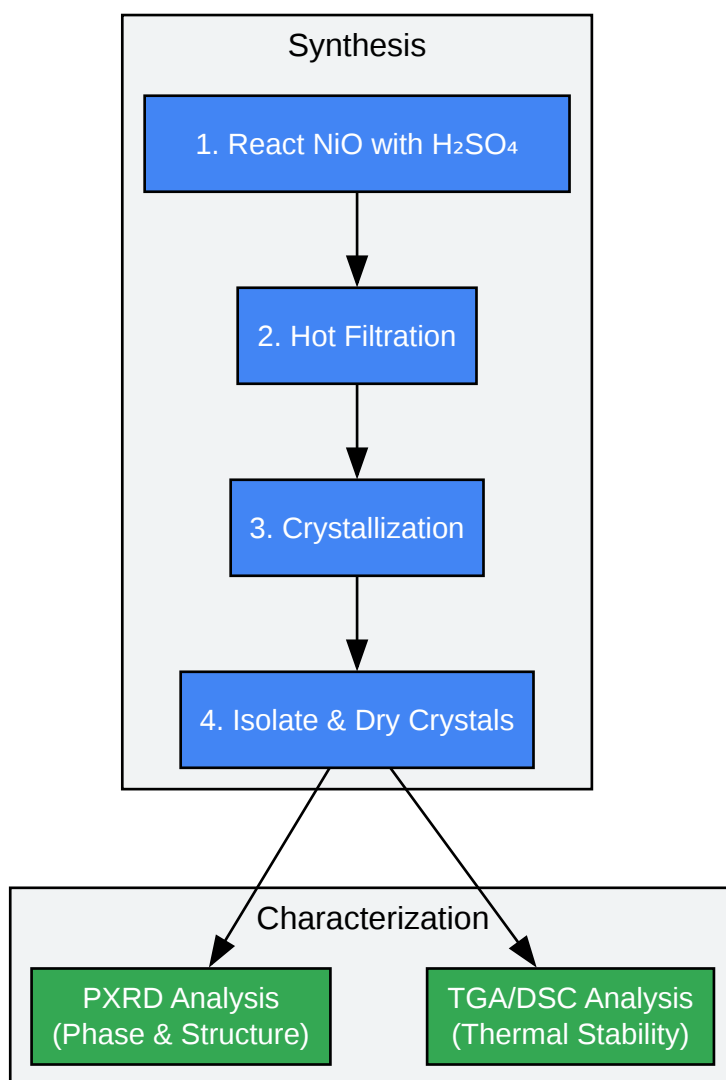 Synthesis
1. React NiO with H₂SO₄
2. Hot Filtration
3. Crystallization
4. Isolate & Dry Crystals
Characterization
PXRD Analysis
(Phase & Structure)
TGA/DSC Analysis
(Thermal Stability)